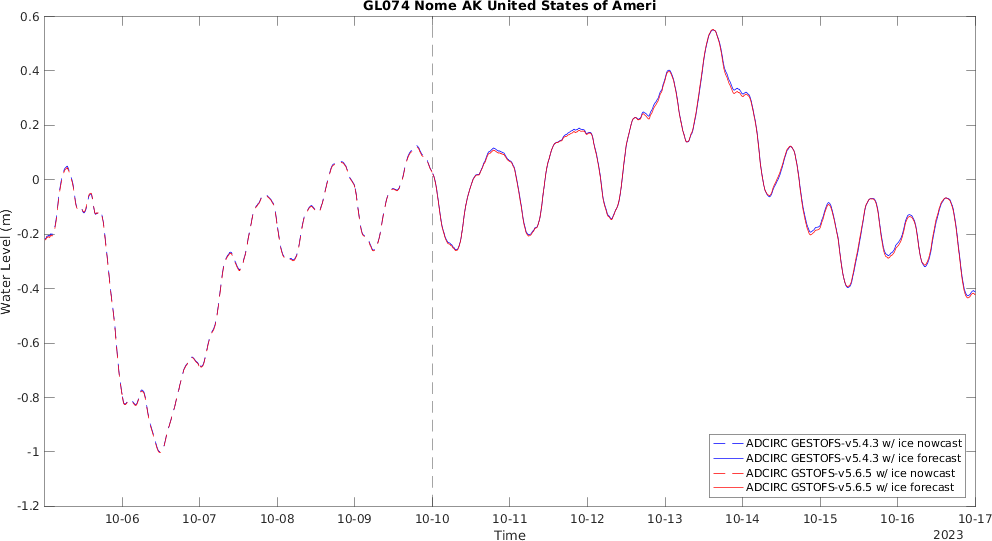 GL074 Nome AK United States of Ameri
0.6
0.4
0.2
0
-0.2
-0.4
-0.6
-0.8
-1
-1.2
Water Level (m)
ADCIRC GESTOFS-v5.4.3 w/ ice nowcast
ADCIRC GESTOFS-v5.4.3 w/ ice forecast
ADCIRC GSTOFS-v5.6.5 w/ ice nowcast
ADCIRC GSTOFS-v5.6.5 w/ ice forecast
10-06 10-07 10-08 10-09 10-10 10-11 10-12 10-13 10-14 10-15 10-16 10-17
Time
2023